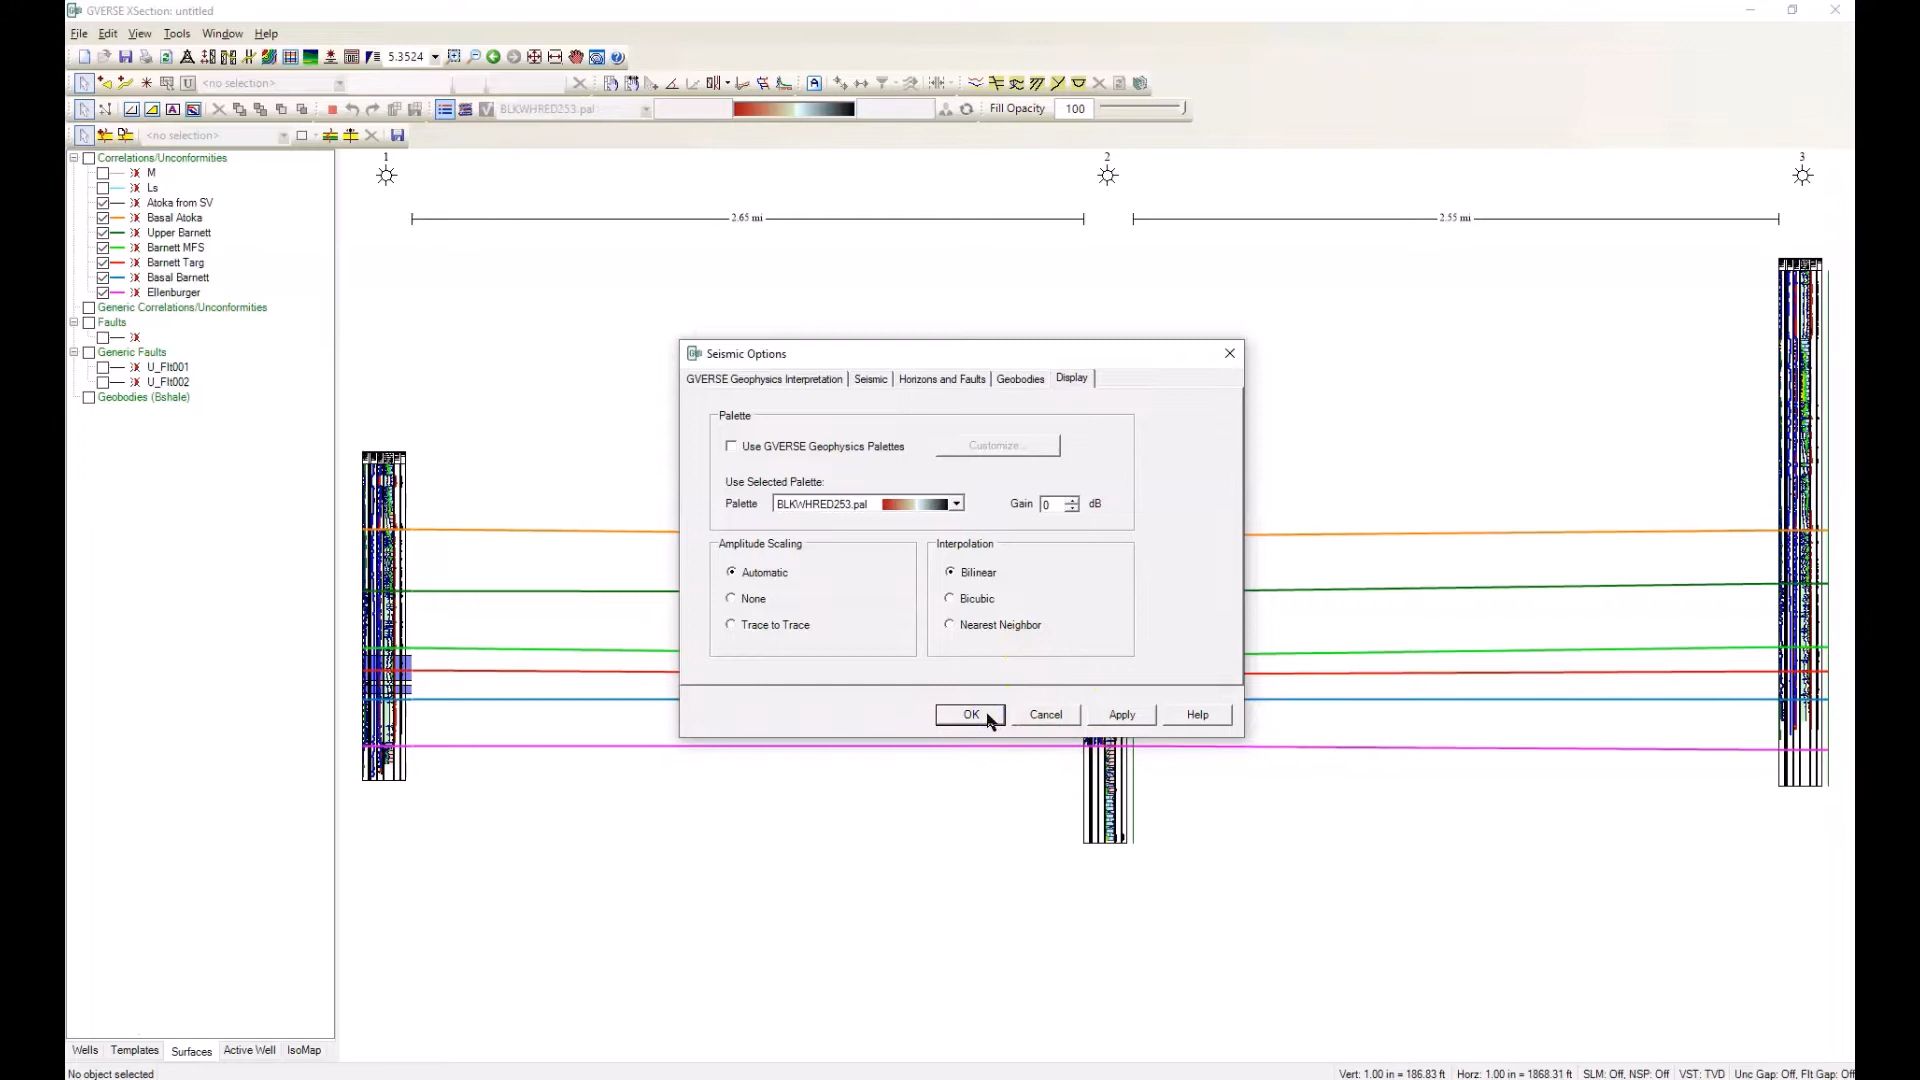 GVERSE XSection: untitled
File Edit View Tools Window Help
5.3524
<no selection>
BLKWHRED253.pal Fill Opacity 100
<no selection>
Correlations/Unconformities
M
Ls
Atoka from SV
Basal Atoka
Upper Barnett
Barnett MFS
Barnett Targ
Basal Barnett
Ellenburger
Generic Correlations/Unconformities
Faults
Generic Faults
U_Flt001
U_Flt002
Geobodies (Bshale)
1 2 3
2.65 mi 2.55 mi
Seismic Options
GVERSE Geophysics Interpretation Seismic Horizons and Faults Geobodies Display
Palette
Use GVERSE Geophysics Palettes Customize...
Use Selected Palette:
Palette BLKWHRED253.pal Gain 0 dB
Amplitude Scaling Interpolation
Automatic Bilinear
None Bicubic
Trace to Trace Nearest Neighbor
OK Cancel Apply Help
Wells Templates Surfaces Active Well IsoMap
No object selected Vert: 1.00 in = 186.83 ft Horz: 1.00 in = 1868.31 ft SLM: Off, NSP: Off VST: TVD Unc Gap: Off, Flt Gap: Off